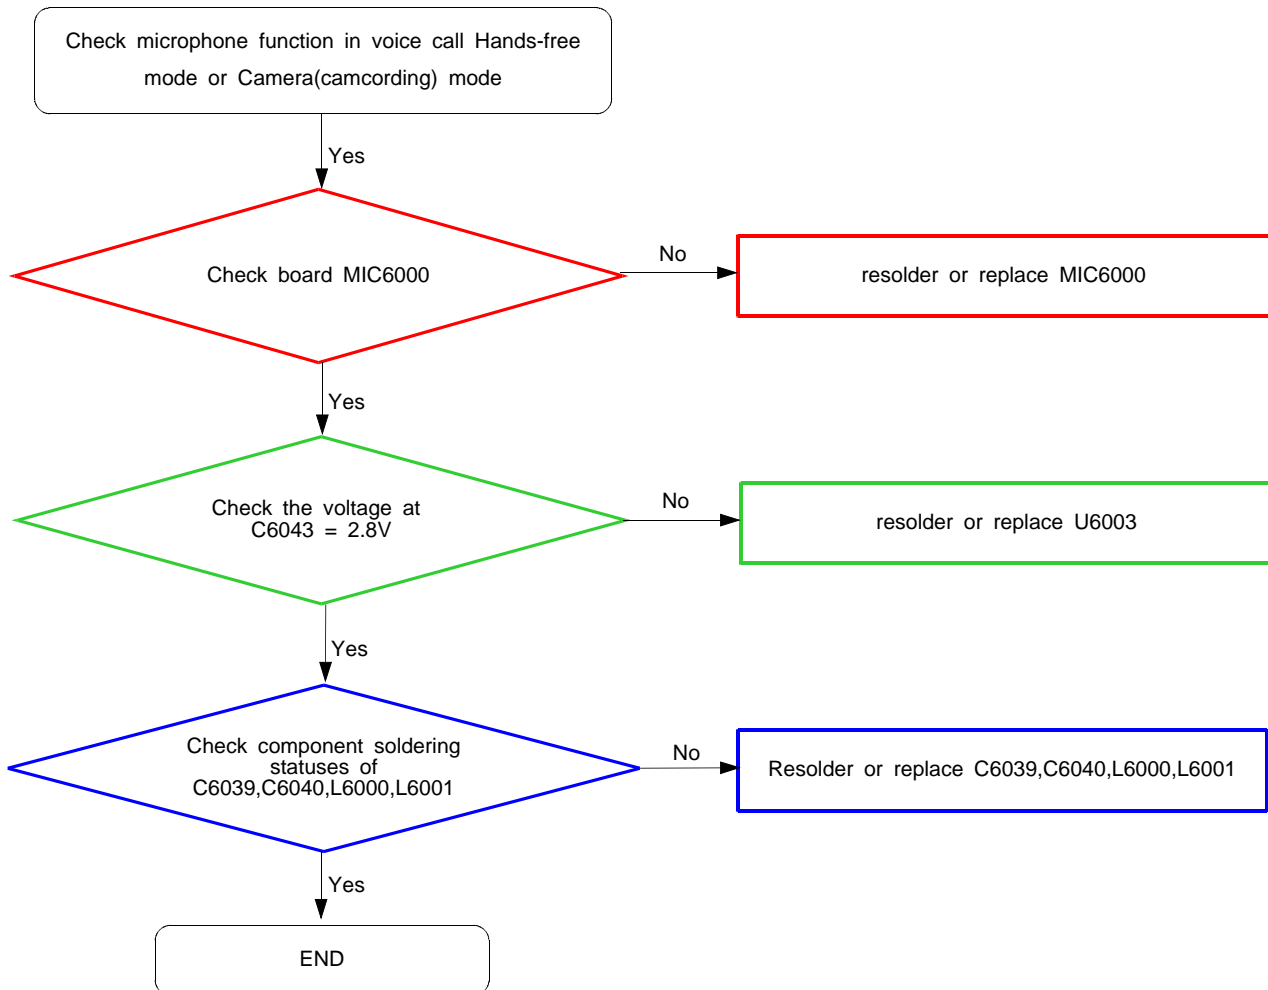 Check microphone function in voice call Hands-free
mode or Camera(camcording) mode
Yes
Check board MIC6000
No
resolder or replace MIC6000
Yes
Check the voltage at
C6043 = 2.8V
No
resolder or replace U6003
Yes
Check component soldering
statuses of
C6039,C6040,L6000,L6001
No
Resolder or replace C6039,C6040,L6000,L6001
Yes
END